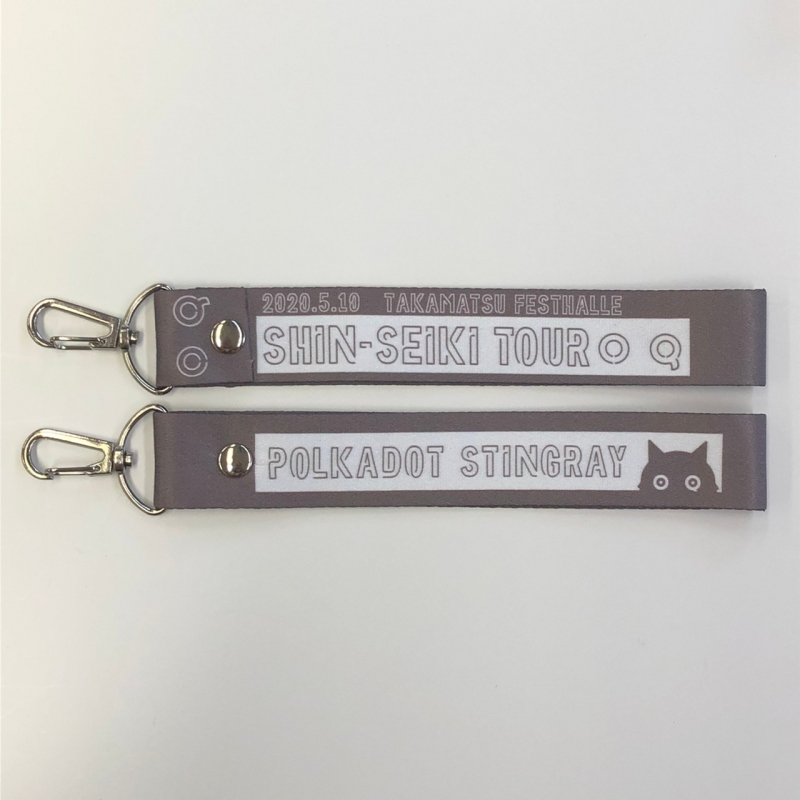 2020.5.10 TAKAMATSU FESTHALLE
SHiN-SEiKi TOUR
POLKADOT STiNGRAY